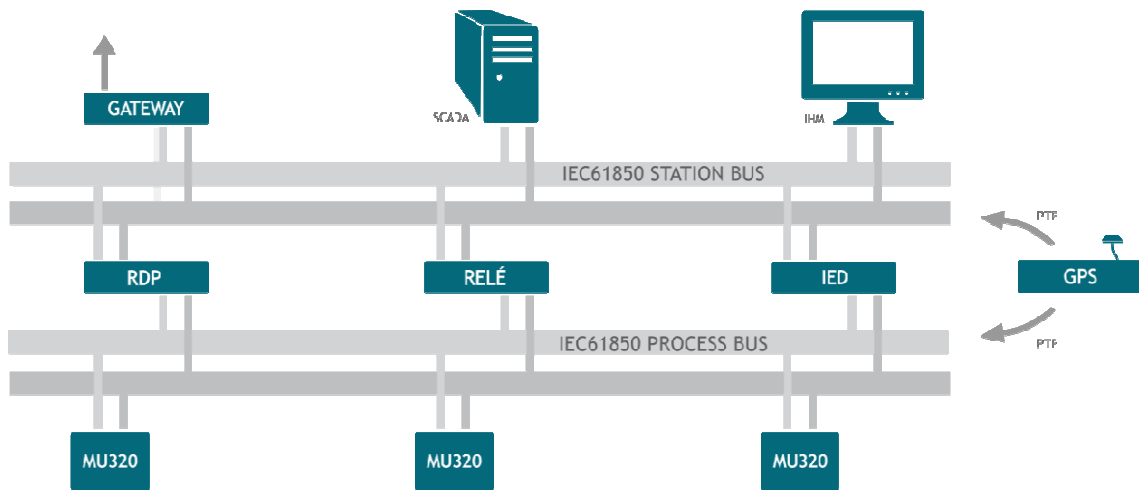 GATEWAY
SCADA
IHM
IEC61850 STATION BUS
PTP
RDP
RELÉ
IED
GPS
IEC61850 PROCESS BUS
PTP
MU320
MU320
MU320